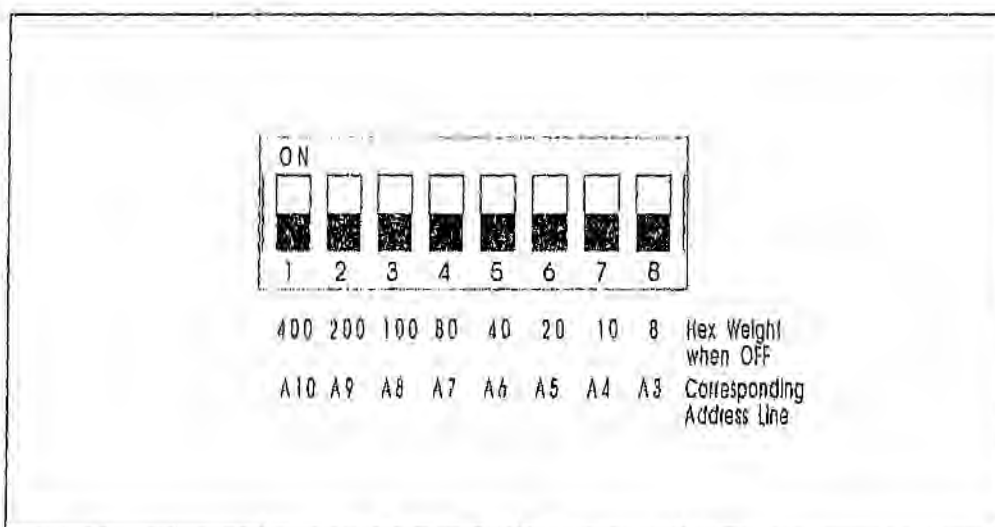 ON
1 2 3 4 5 6 7 8
400 200 100 80 40 20 10 8 Hex Weight
when OFF
A10 A9 A8 A7 A6 A5 A4 A3 Corresponding
Address Line